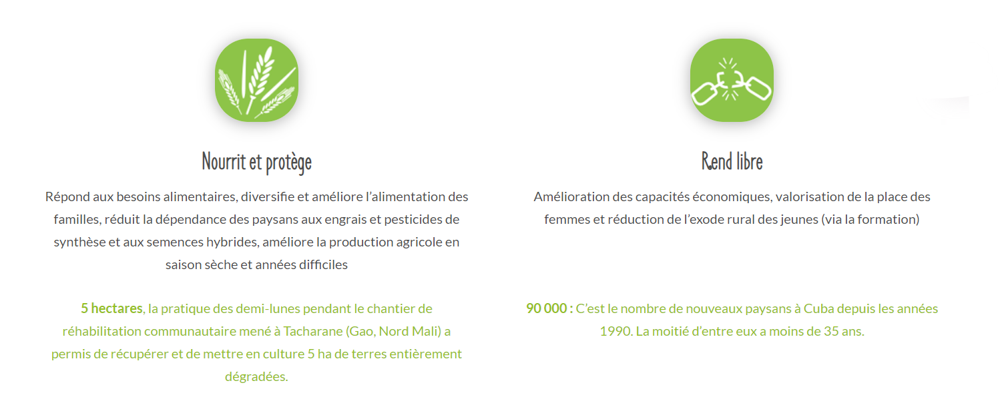 Nourrit et protège
Répond aux besoins alimentaires, diversifie et améliore l’alimentation des
familles, réduit la dépendance des paysans aux engrais et pesticides de
synthèse et aux semences hybrides, améliore la production agricole en
saison sèche et années difficiles
5 hectares, la pratique des demi-lunes pendant le chantier de
réhabilitation communautaire mené à Tacharane (Gao, Nord Mali) a
permis de récupérer et de mettre en culture 5 ha de terres entièrement
dégradées.
Rend libre
Amélioration des capacités économiques, valorisation de la place des
femmes et réduction de l’exode rural des jeunes (via la formation)
90 000 : C’est le nombre de nouveaux paysans à Cuba depuis les années
1990. La moitié d’entre eux a moins de 35 ans.